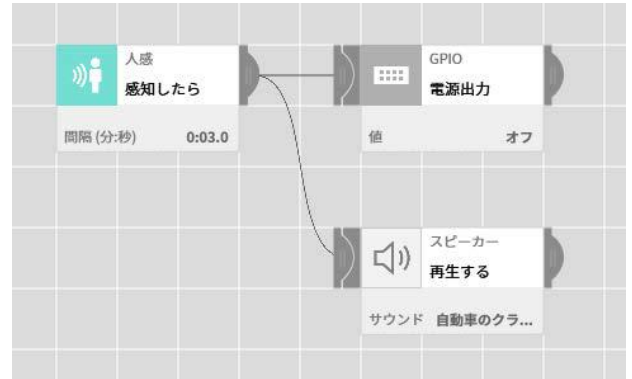 人感
感知したら
間隔 (分:秒) 0:03.0
GPIO
電源出力
値 オフ
スピーカー
再生する
サウンド 自動車のクラ...